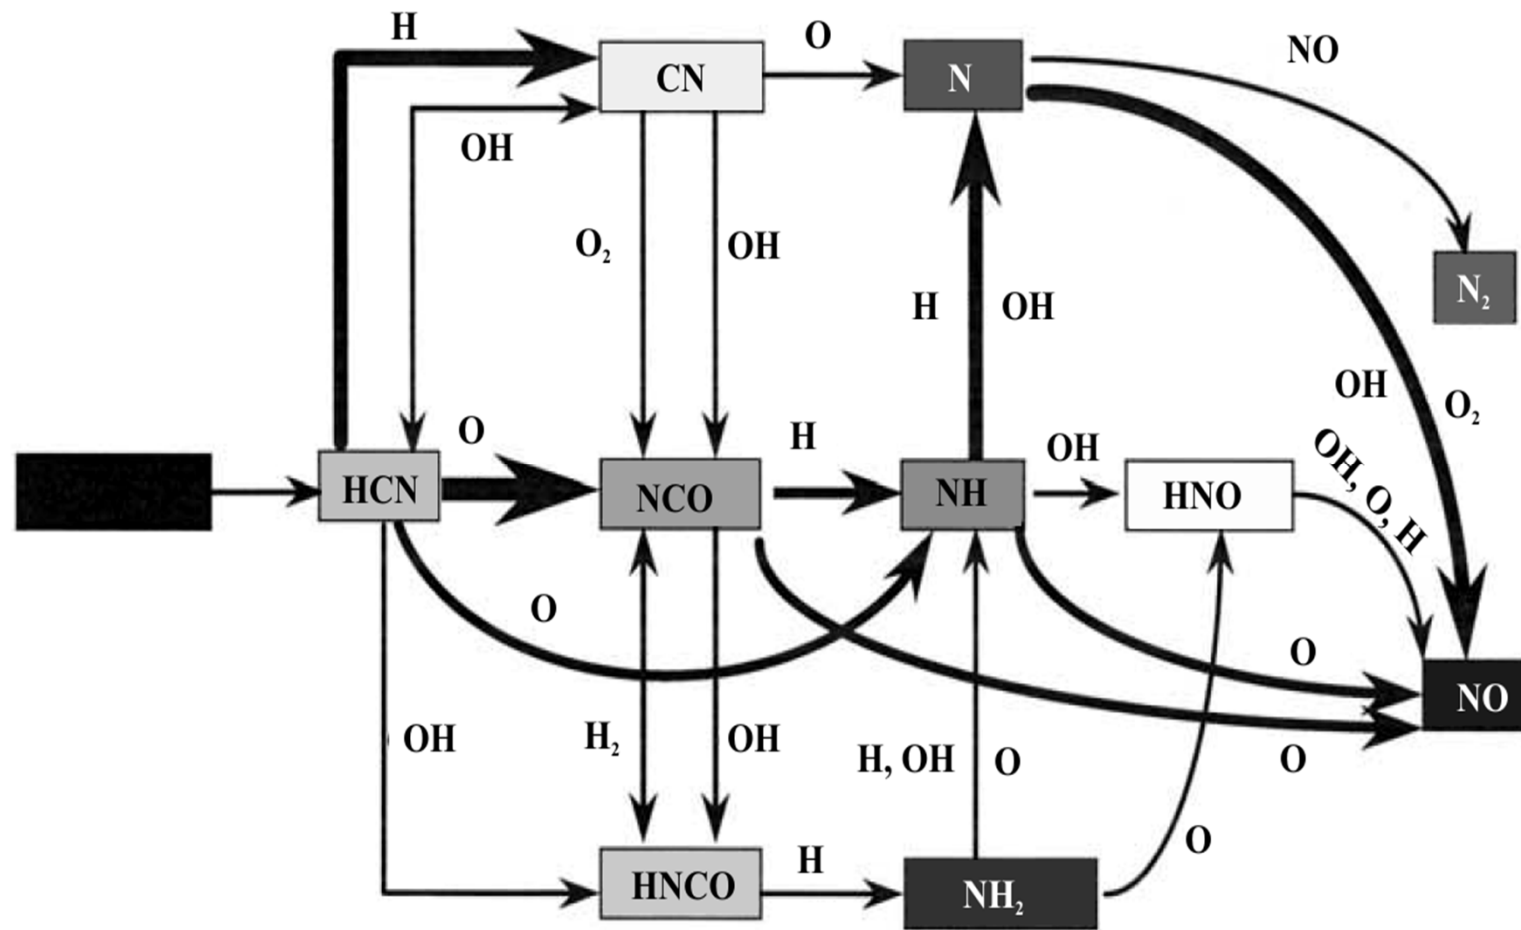 H
CN
O
N
NO
OH
O₂
OH
H
OH
N₂
OH
O₂
O
H
OH
OH, O, H
HCN
NCO
NH
HNO
O
O
NO
OH
H₂
OH
H, OH
O
O
O
H
HNCO
NH₂